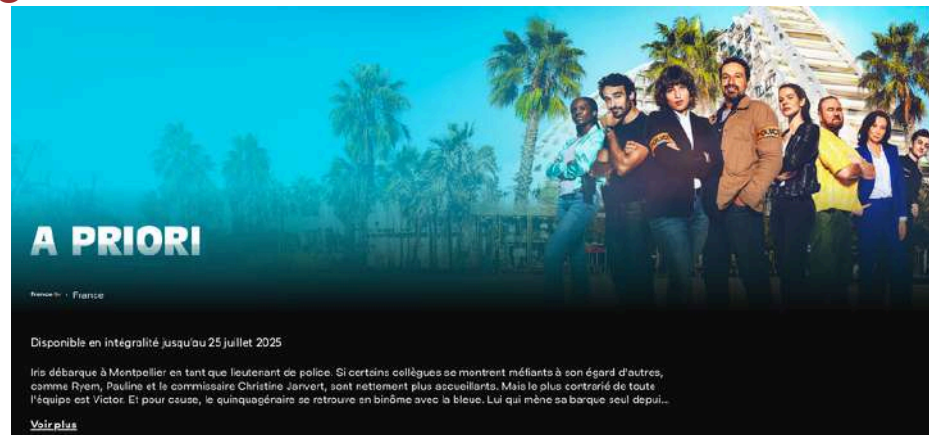 POLICE
POLICE
A PRIORI
France
Disponible en intégralité jusqu'au 25 juillet 2025
Iris débarque à Montpellier en tant que lieutenant de police. Si certains collègues se montrent méfiants à son égard d'autres,
comme Ryem, Pauline et le commissaire Christine Janvert, sont nettement plus accueillants. Mais le plus contrarié de toute
l'équipe est Victor. Et pour cause, le quinquagénaire se retrouve en binôme avec la bleue. Lui qui mène sa barque seul depui...
Voir plus